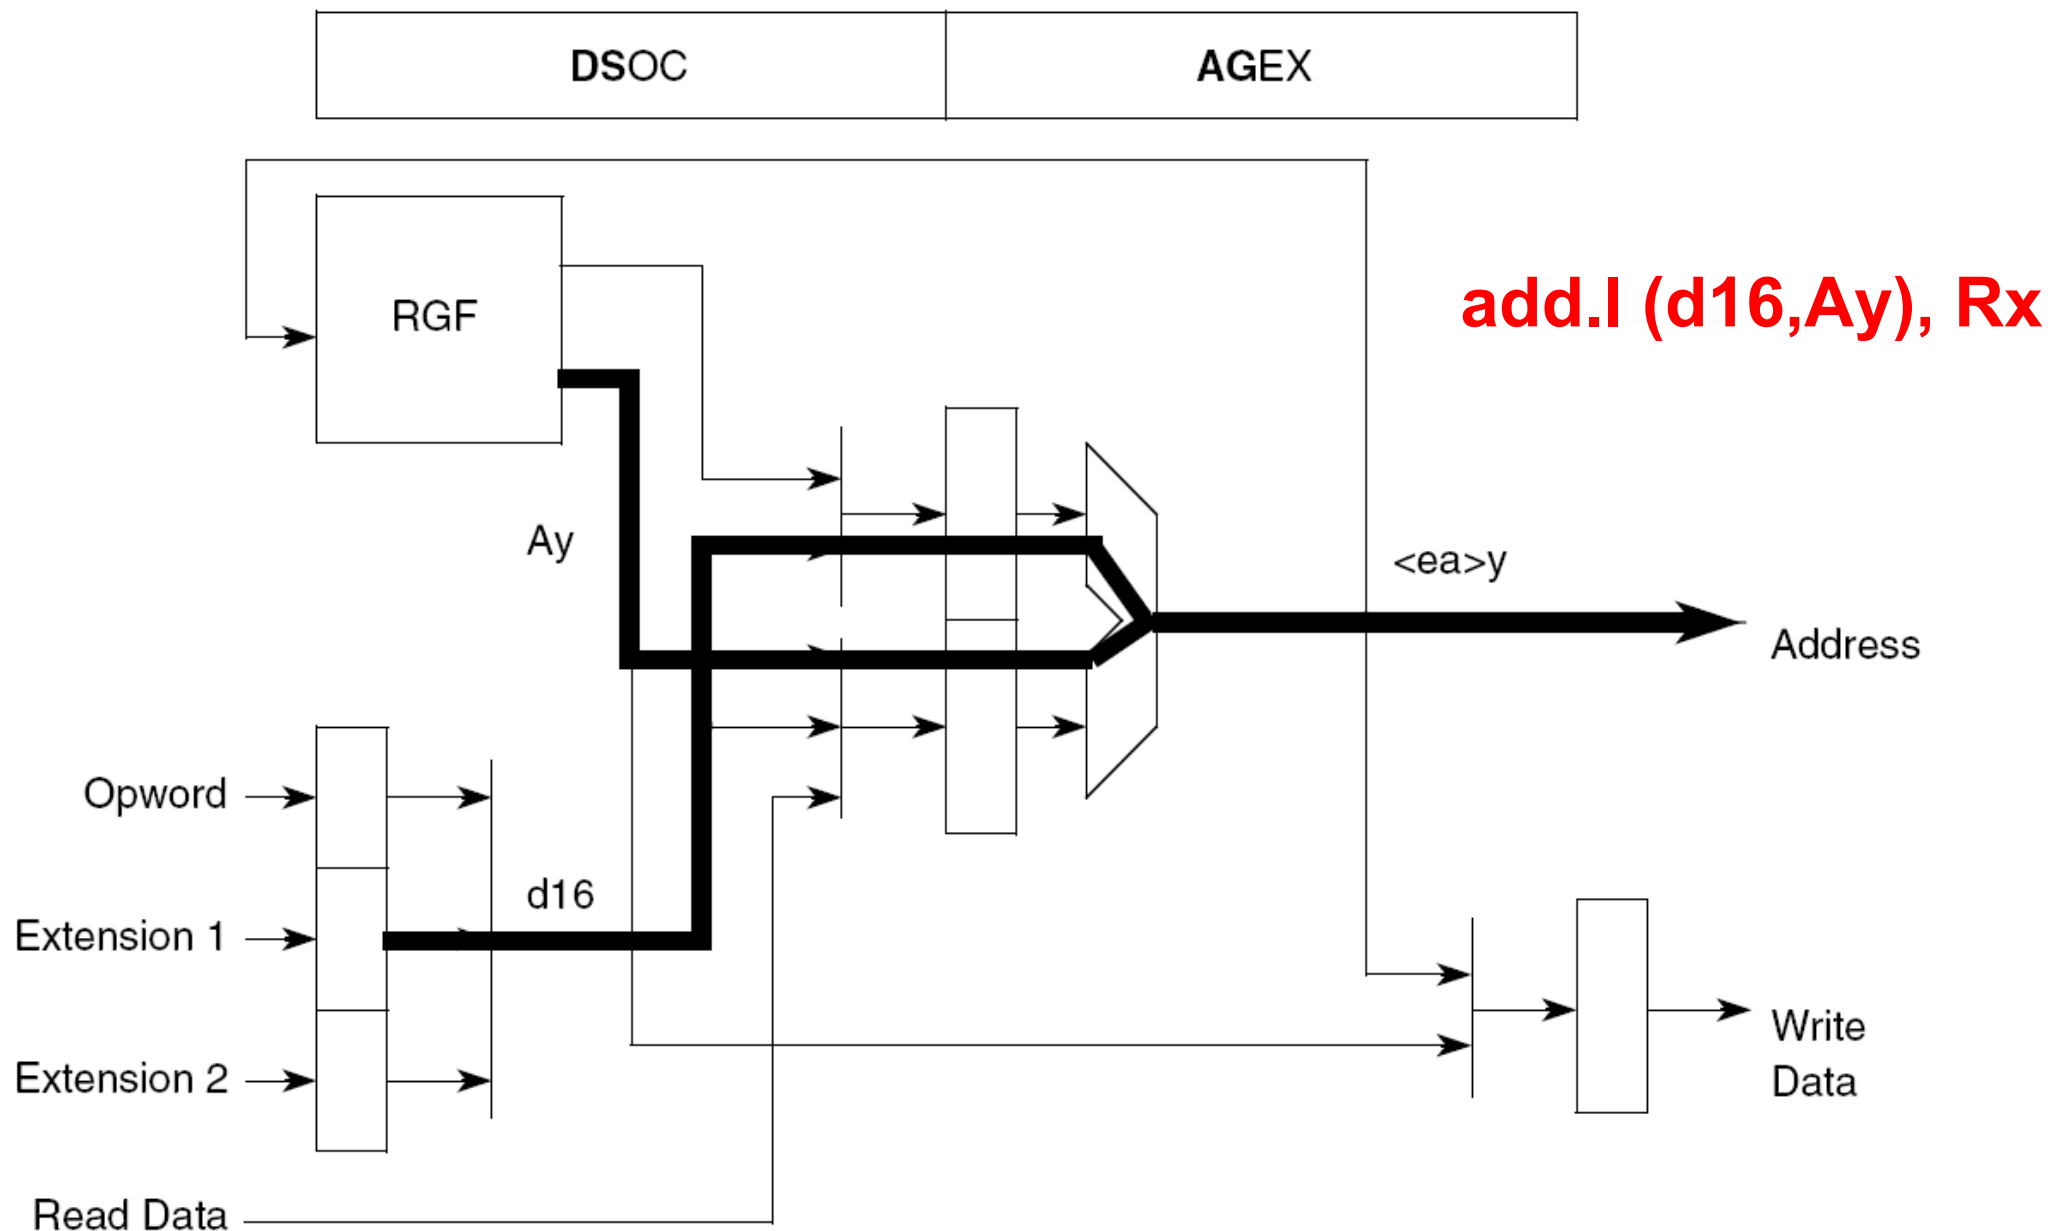 DSOC
AGEX
RGF
add.l (d16,Ay), Rx
Ay
<ea>y
Address
Opword
d16
Extension 1
Extension 2
Write
Data
Read Data